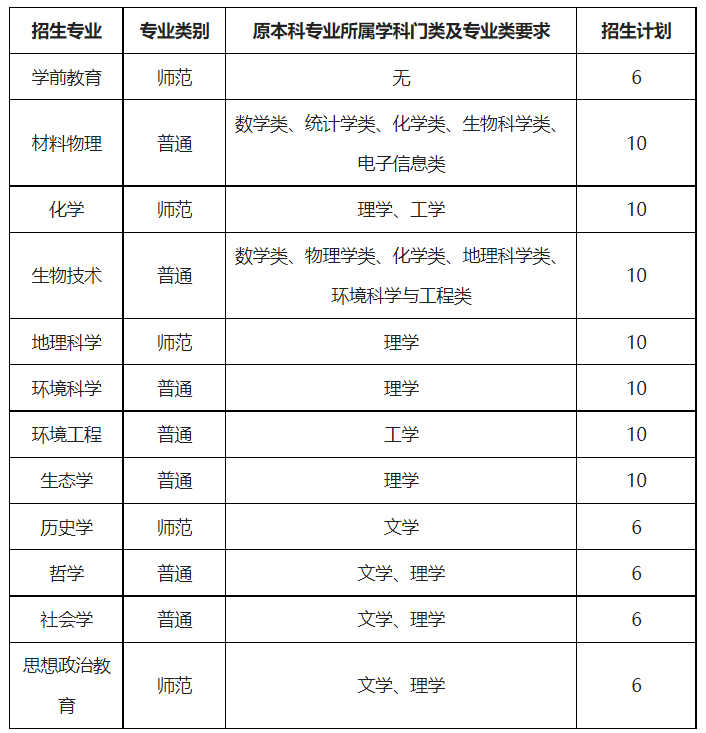 招生专业 专业类别 原本科专业所属学科门类及专业类要求 招生计划
学前教育 师范 无 6
材料物理 普通 数学类、统计学类、化学类、生物科学类、 10
电子信息类
化学 师范 理学、工学 10
生物技术 普通 数学类、物理学类、化学类、地理科学类、 10
环境科学与工程类
地理科学 师范 理学 10
环境科学 普通 理学 10
环境工程 普通 工学 10
生态学 普通 理学 10
历史学 师范 文学 6
哲学 普通 文学、理学 6
社会学 普通 文学、理学 6
思想政治教 师范 文学、理学 6
育